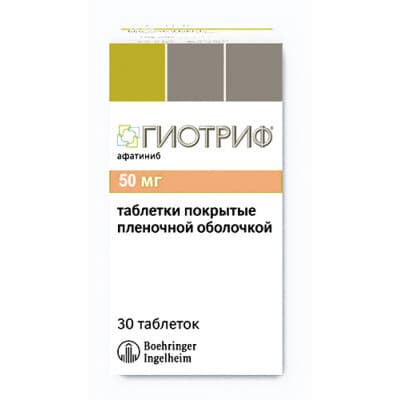 ГИОТРИФ®
афатиниб
50 мг
таблетки покрытые
пленочной оболочкой
30 таблеток
Boehringer
Ingelheim